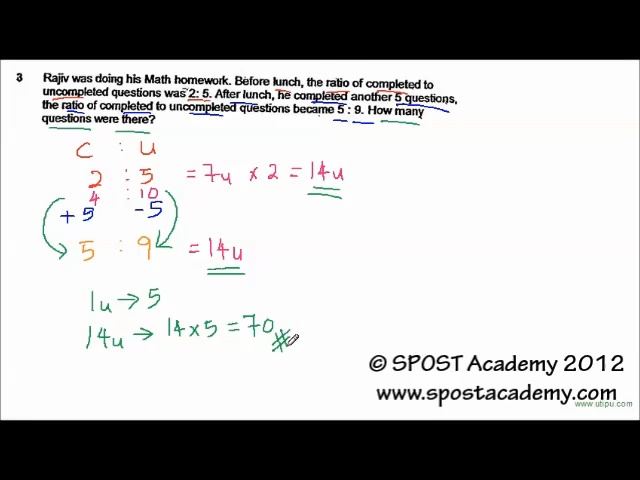 3 Rajiv was doing his Math homework. Before lunch, the ratio of completed to
uncompleted questions was 2: 5. After lunch, he completed another 5 questions,
the ratio of completed to uncompleted questions became 5 : 9. How many
questions were there?
C : U
2 : 5 = 7u × 2 = 14u
4 : 10
+ 5 - 5
5 : 9 = 14u
1u → 5
14u → 14 × 5 = 70
© SPOST Academy 2012
www.spostacademy.com
www.utipu.com